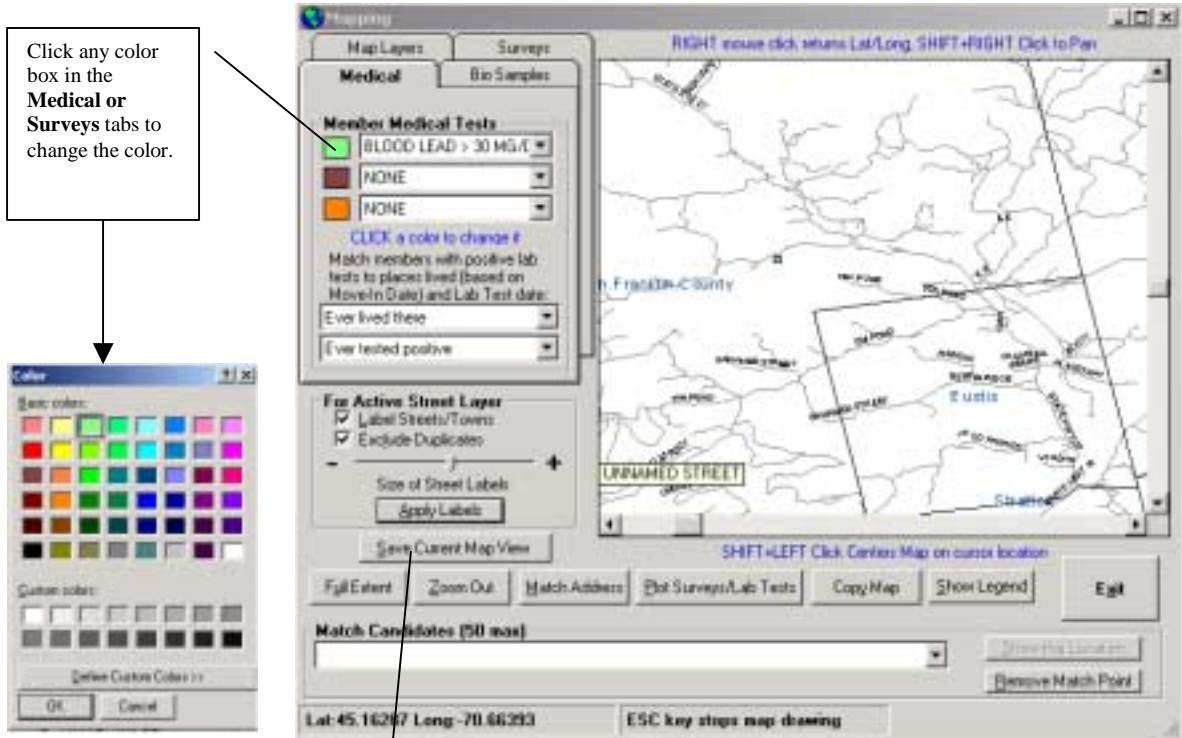 Click any color
box in the
Medical or
Surveys tabs to
change the color.
Mapping
Map Layers
Surveys
Medical
Bio Samples
RIGHT mouse click returns Lat/Long, SHIFT+RIGHT Click to Pan
Member Medical Tests
BLOOD LEAD > 30 MG/
NONE
NONE
CLICK a color to change it
Match members with positive lab
tests to places lived (based on
Move-In Date) and Lab Test date:
Ever lived there
Ever tested positive
For Active Street Layer
Label Streets/Towns
Exclude Duplicates
- +
Size of Street Labels
Apply Labels
Save Current Map View
Franklin County
TIM POND
TIM POND
Eustis
UNNAMED STREET
SHIFT+LEFT Click Centers Map on cursor location
Full Extent
Zoom Out
Match Address
Plot Surveys/Lab Tests
Copy Map
Show Legend
Exit
Match Candidates (50 max)
Remove Match Point
Lat:45.16287 Long:-70.66393
ESC key stops map drawing
Color
Basic colors:
Custom colors:
Define Custom Colors >>
OK
Cancel